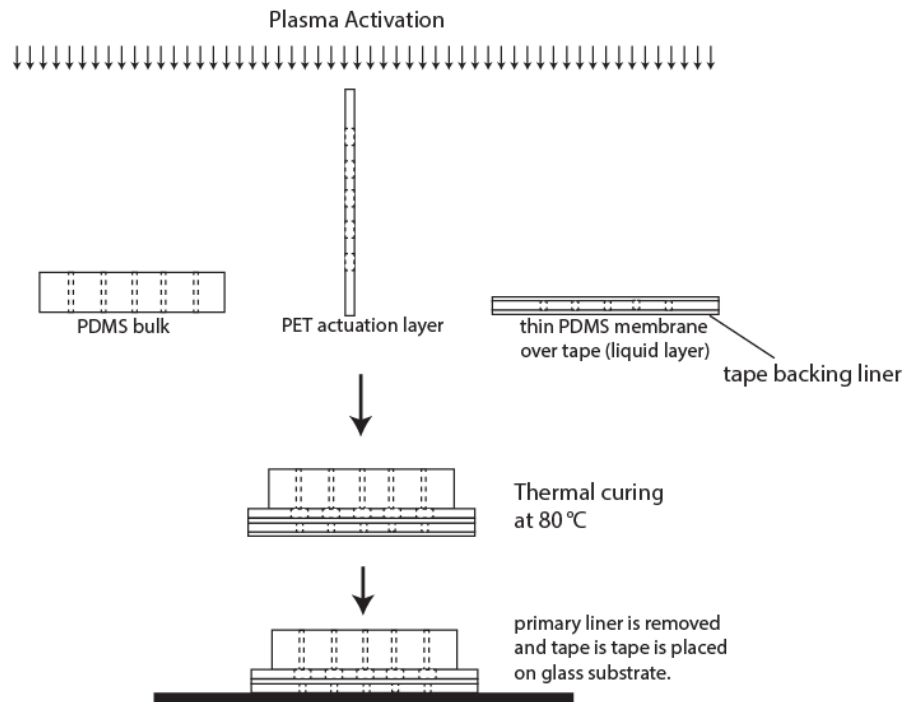 Plasma Activation
PDMS bulk
PET actuation layer
thin PDMS membrane
over tape (liquid layer)
tape backing liner
Thermal curing
at 80 °C
primary liner is removed
and tape is tape is placed
on glass substrate.